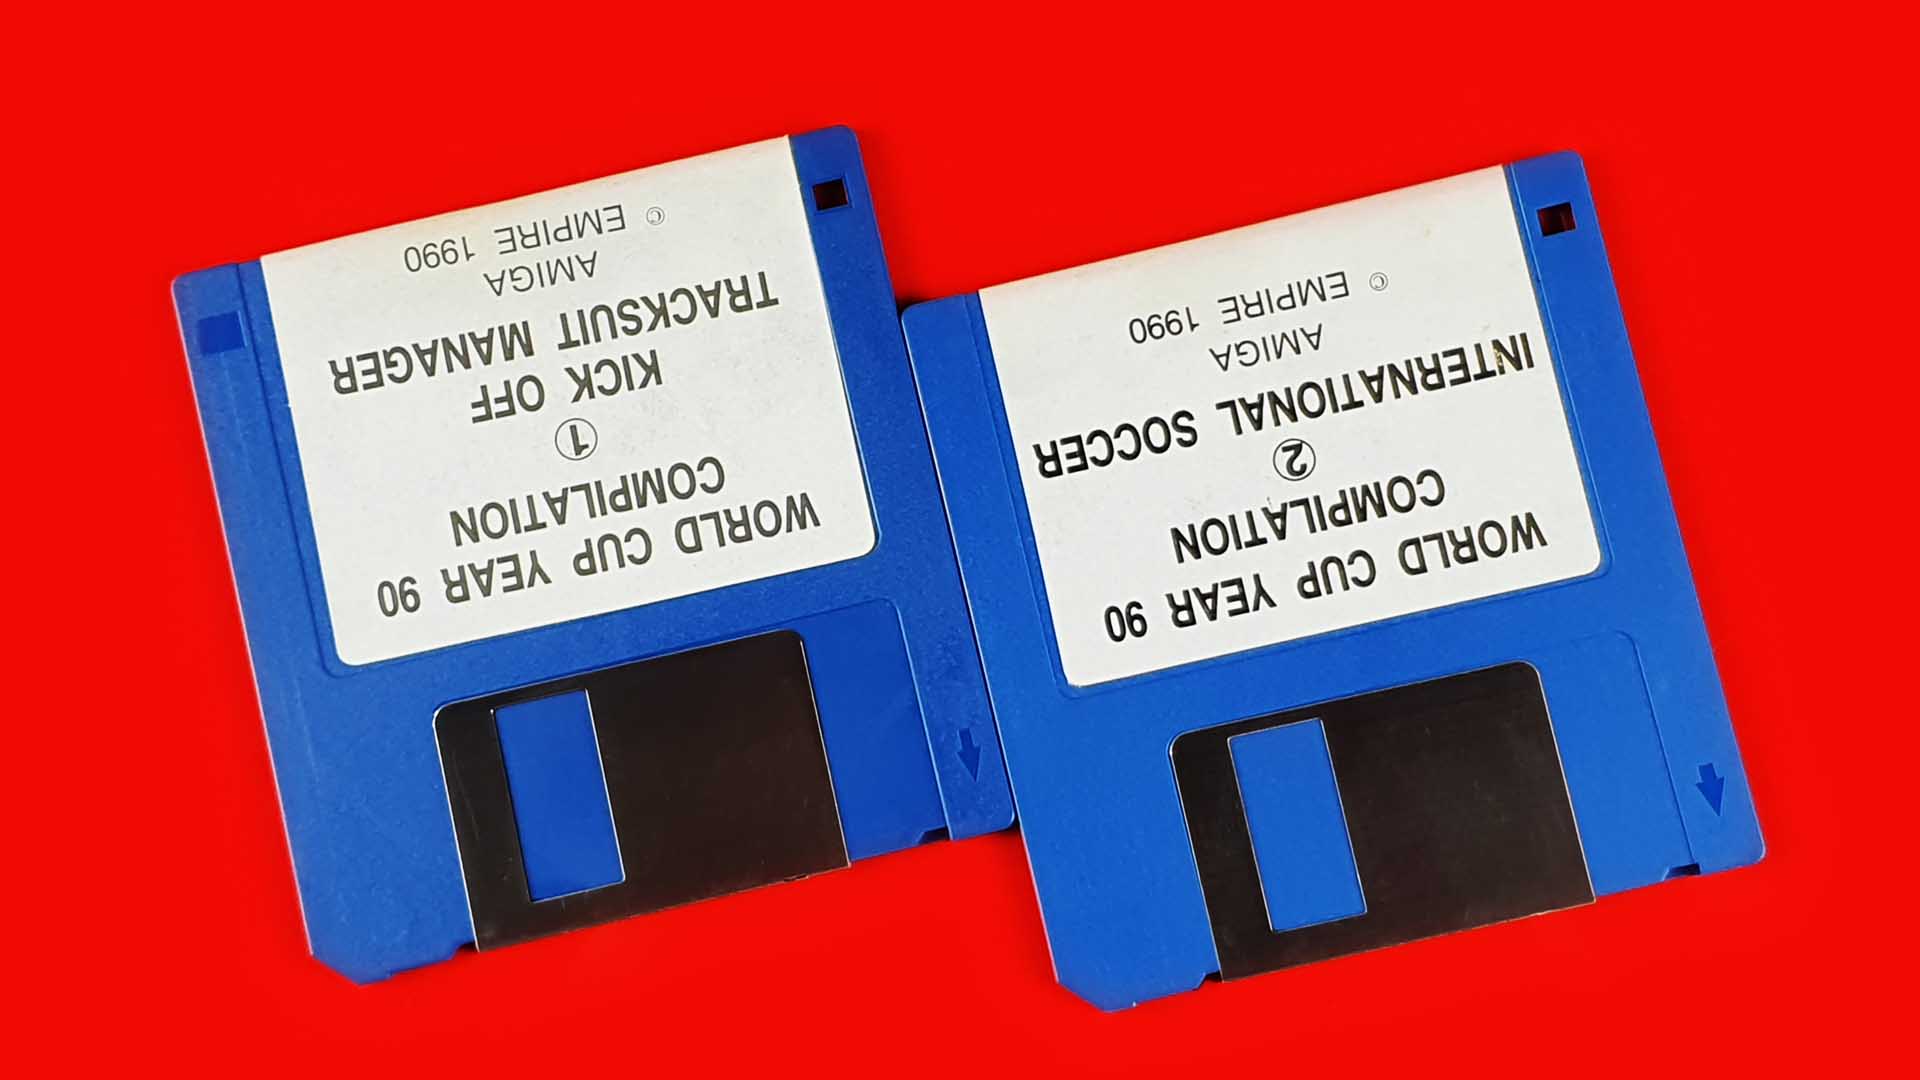 WORLD CUP YEAR 90
COMPILATION
①
KICK OFF
TRACKSUIT MANAGER
AMIGA
© EMPIRE 1990
WORLD CUP YEAR 90
COMPILATION
②
INTERNATIONAL SOCCER
AMIGA
© EMPIRE 1990